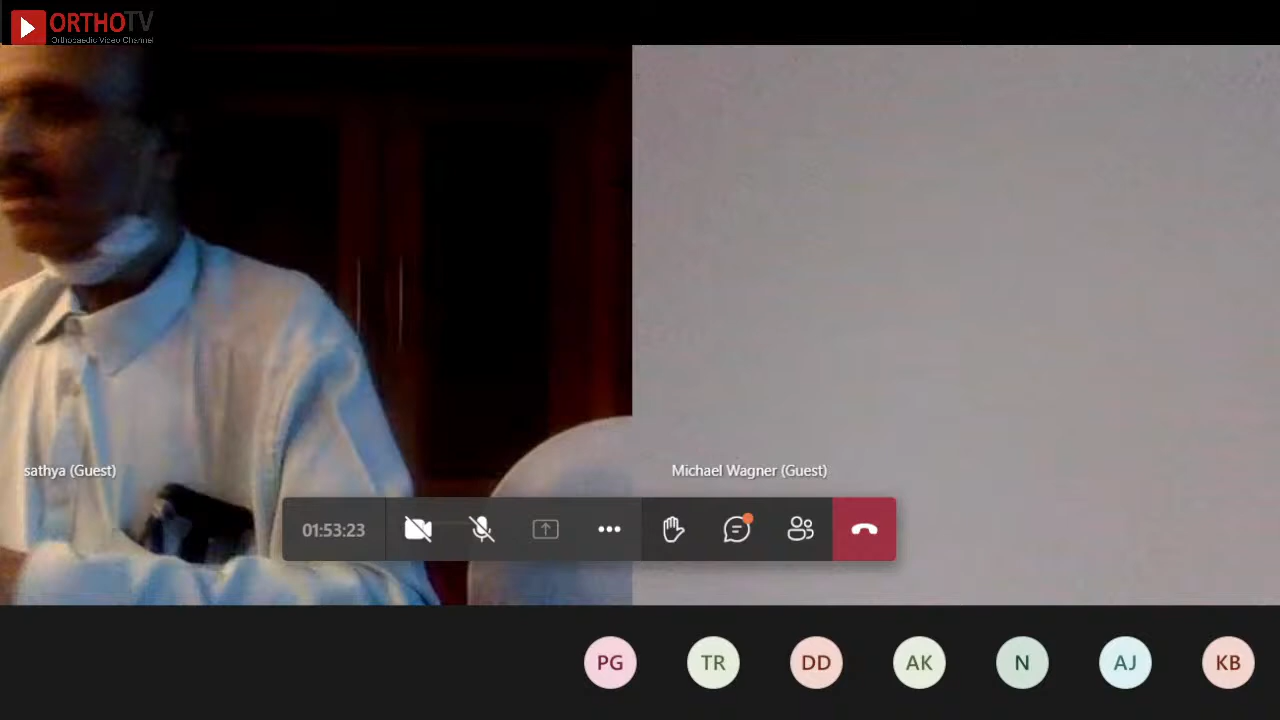 ORTHOTV
Orthopaedic Video Channel
sathya (Guest)
Michael Wagner (Guest)
01:53:23
PG
TR
DD
AK
N
AJ
KB